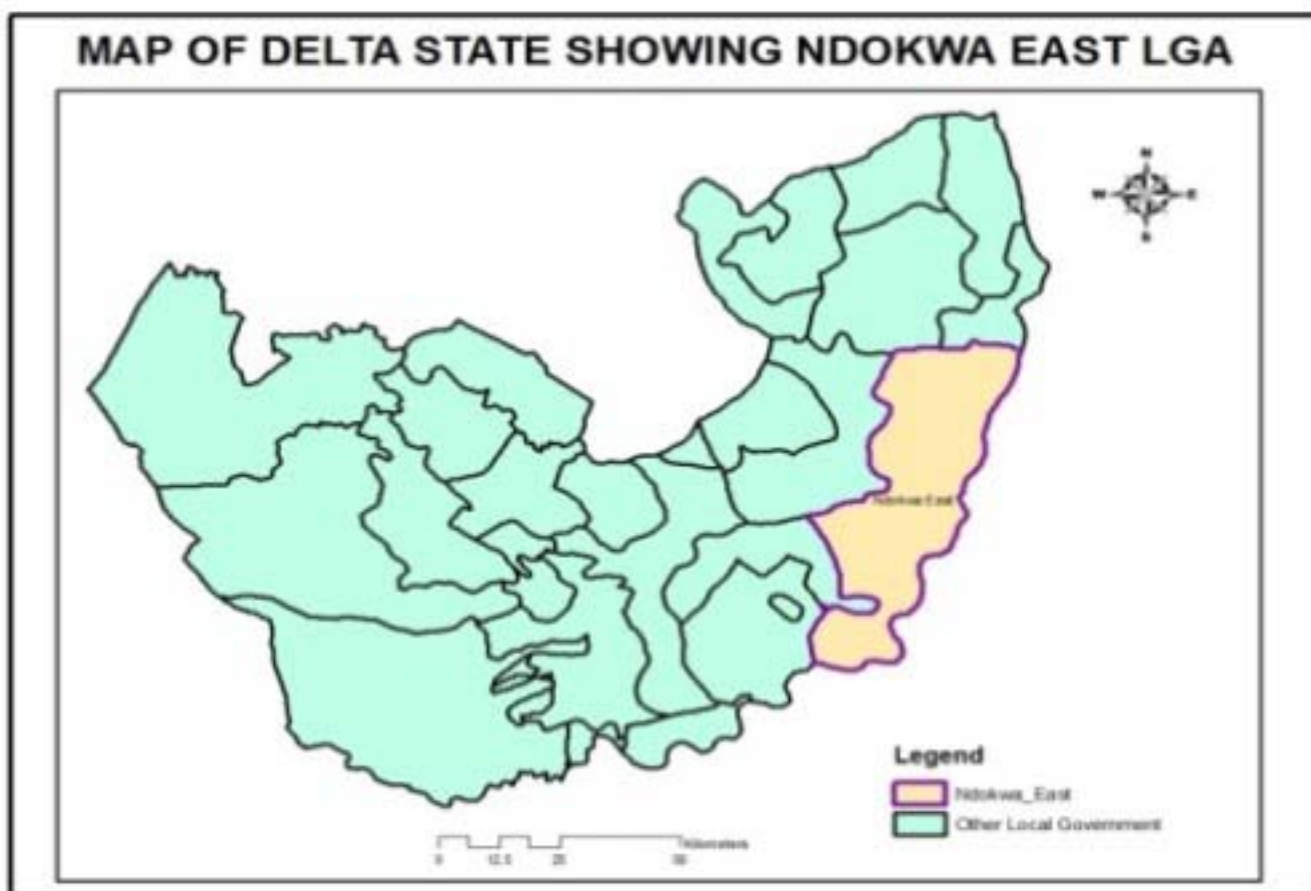 MAP OF DELTA STATE SHOWING NDOKWA EAST LGA
N
W E
S
Ndokwa East
Legend
Ndokwa_East
Other Local Government
Kilometers
0 12.5 25 50